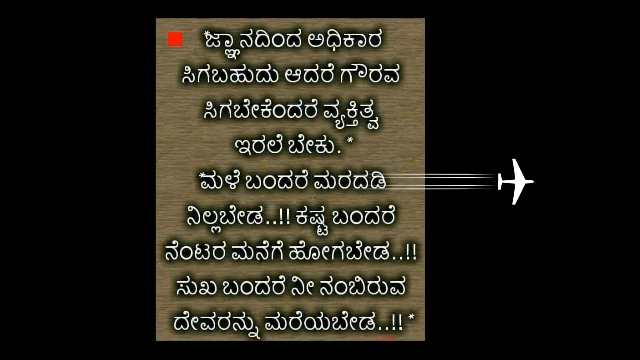 *ಜ್ಞಾನದಿಂದ ಅಧಿಕಾರ
ಸಿಗಬಹುದು ಆದರೆ ಗೌರವ
ಸಿಗಬೇಕೆಂದರೆ ವ್ಯಕ್ತಿತ್ವ
ಇರಲೆ ಬೇಕು. *
*ಮಳೆ ಬಂದರೆ ಮರದಡಿ
ನಿಲ್ಲಬೇಡ..!! ಕಷ್ಟ ಬಂದರೆ
ನೆಂಟರ ಮನೆಗೆ ಹೋಗಬೇಡ..!!
ಸುಖ ಬಂದರೆ ನೀ ನಂಬಿರುವ
ದೇವರನ್ನು ಮರೆಯಬೇಡ..!! *